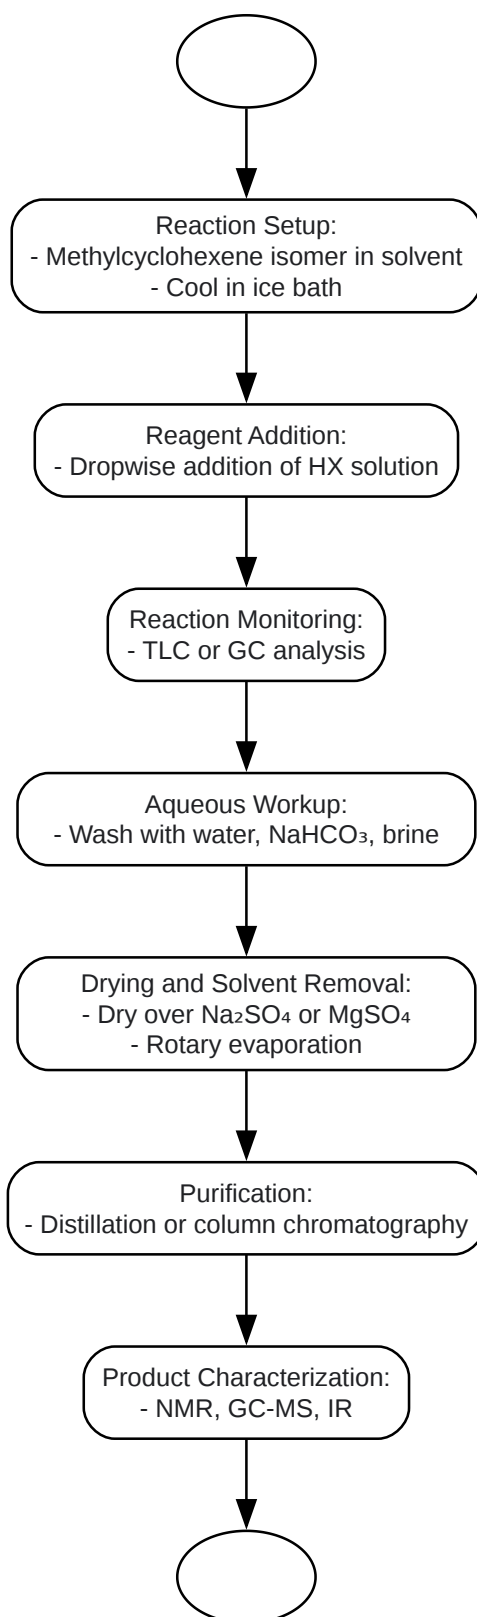 Reaction Setup:
- Methylcyclohexene isomer in solvent
- Cool in ice bath
Reagent Addition:
- Dropwise addition of HX solution
Reaction Monitoring:
- TLC or GC analysis
Aqueous Workup:
- Wash with water, NaHCO₃, brine
Drying and Solvent Removal:
- Dry over Na₂SO₄ or MgSO₄
- Rotary evaporation
Purification:
- Distillation or column chromatography
Product Characterization:
- NMR, GC-MS, IR